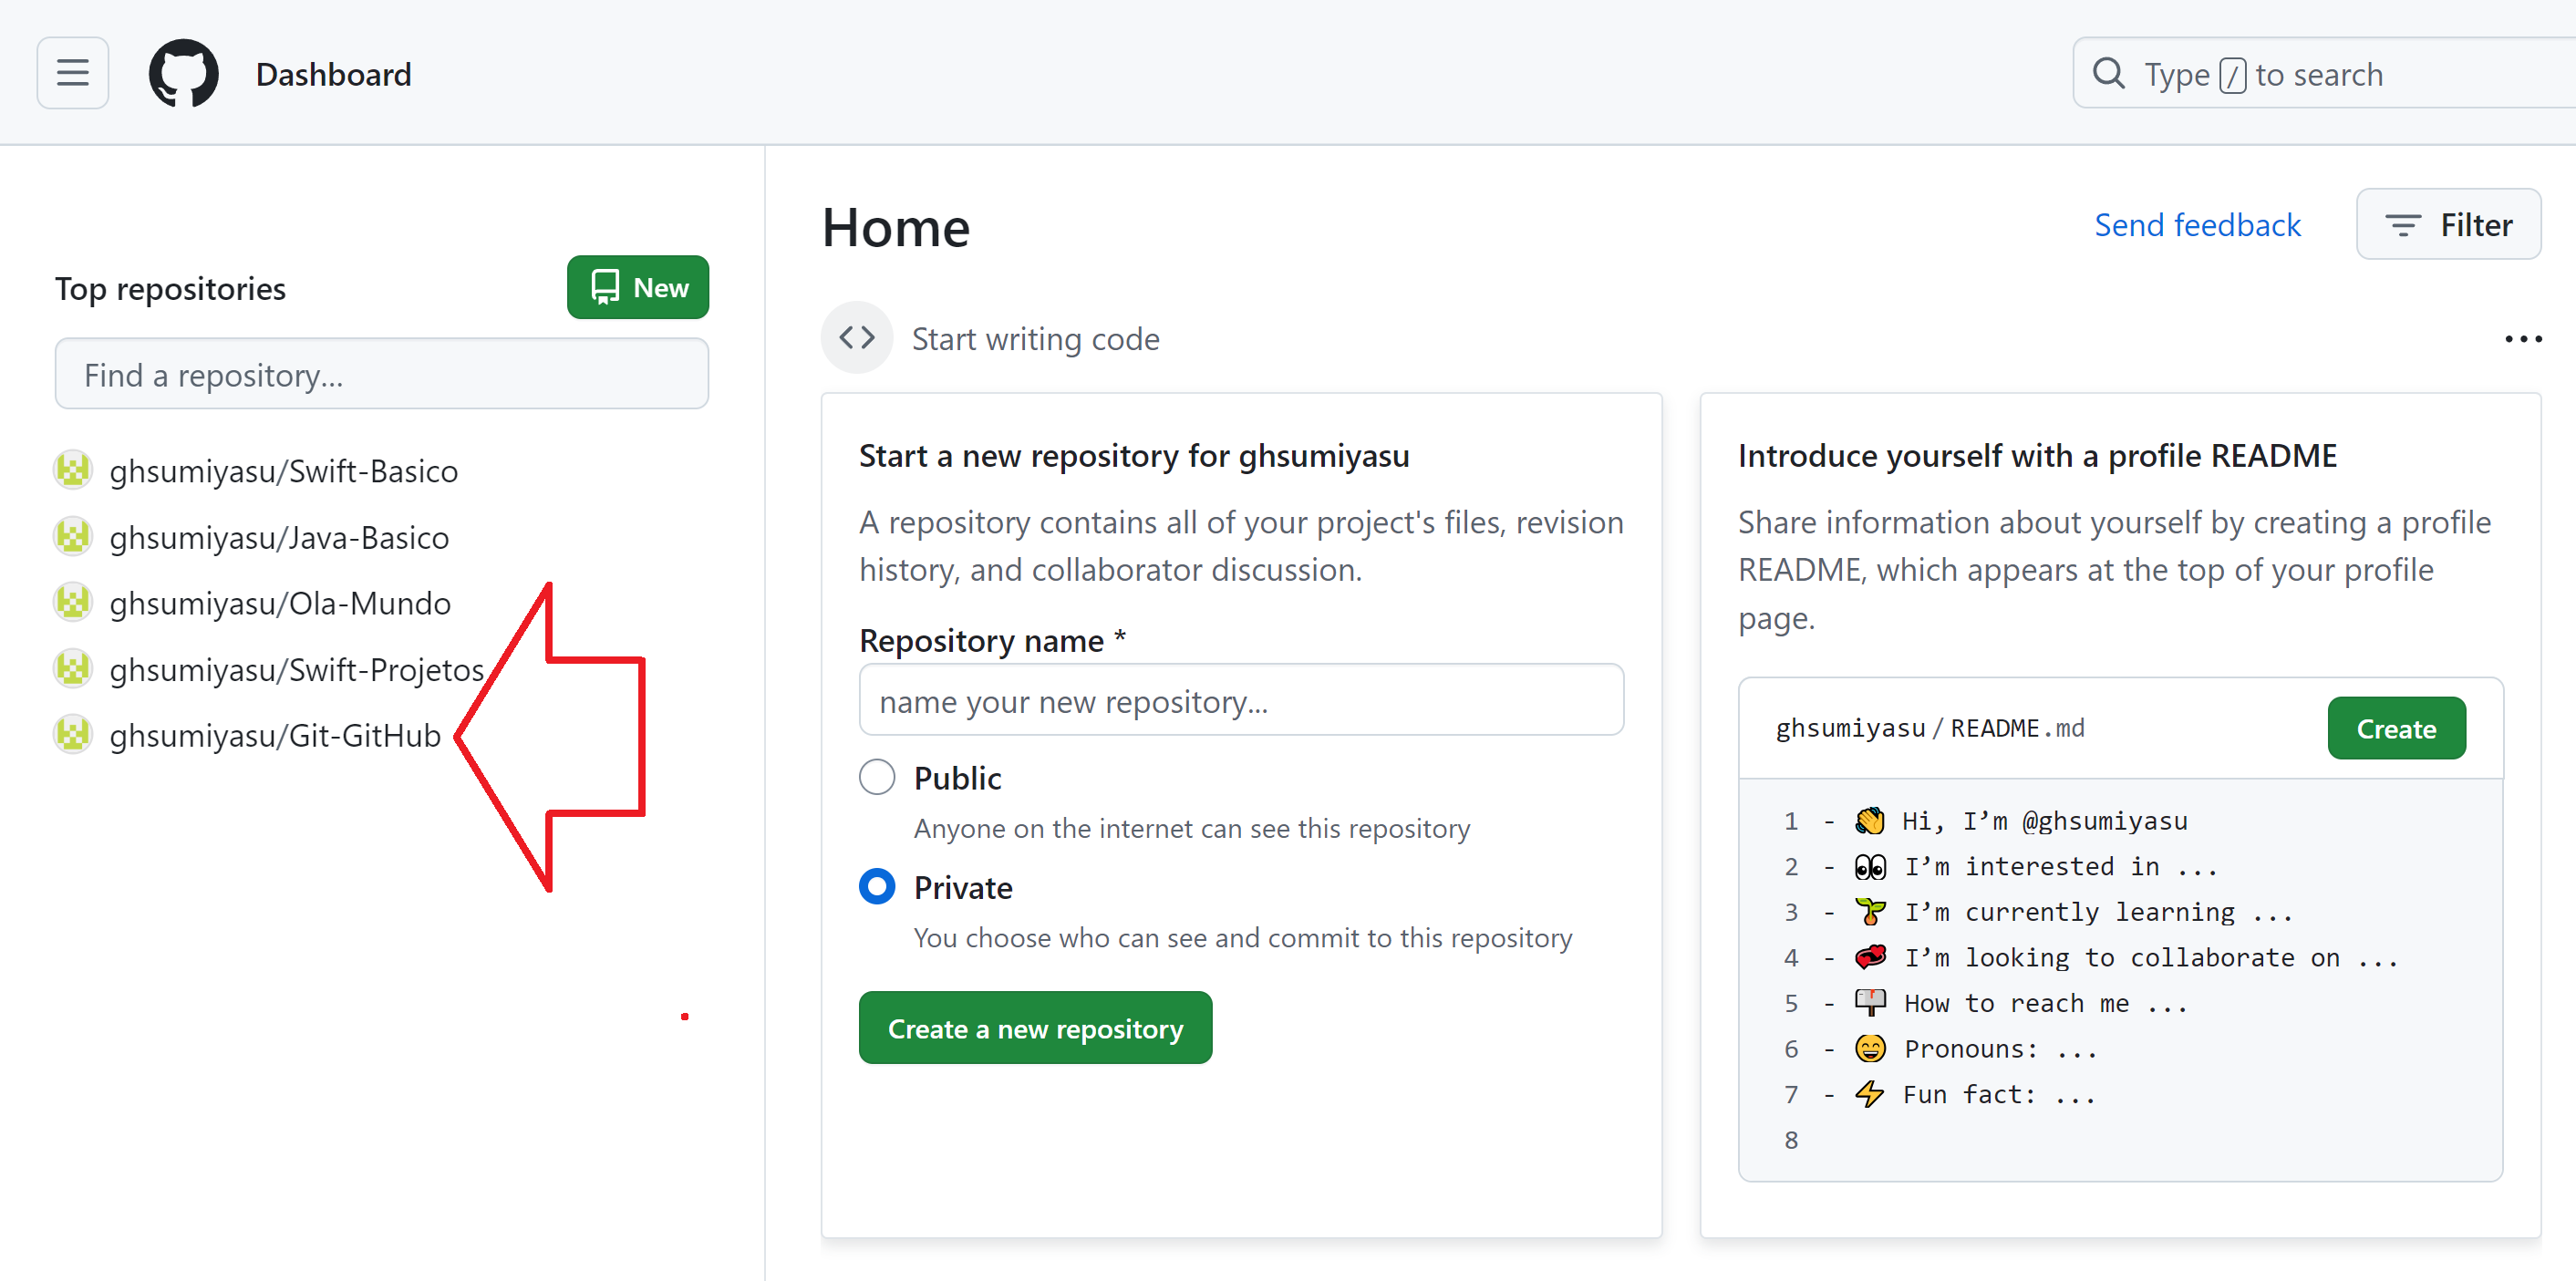 Dashboard
Type / to search
Top repositories
New
Find a repository...
ghsumiyasu/Swift-Basico
ghsumiyasu/Java-Basico
ghsumiyasu/Ola-Mundo
ghsumiyasu/Swift-Projetos
ghsumiyasu/Git-GitHub
Home
Send feedback
Filter
Start writing code
Start a new repository for ghsumiyasu
A repository contains all of your project's files, revision
history, and collaborator discussion.
Repository name *
name your new repository...
Public
Anyone on the internet can see this repository
Private
You choose who can see and commit to this repository
Create a new repository
Introduce yourself with a profile README
Share information about yourself by creating a profile
README, which appears at the top of your profile
page.
ghsumiyasu / README.md
Create
1 - 👋 Hi, I’m @ghsumiyasu
2 - 👀 I’m interested in ...
3 - 🌱 I’m currently learning ...
4 - 💞️ I’m looking to collaborate on ...
5 - 📫 How to reach me ...
6 - 😄 Pronouns: ...
7 - ⚡ Fun fact: ...
8